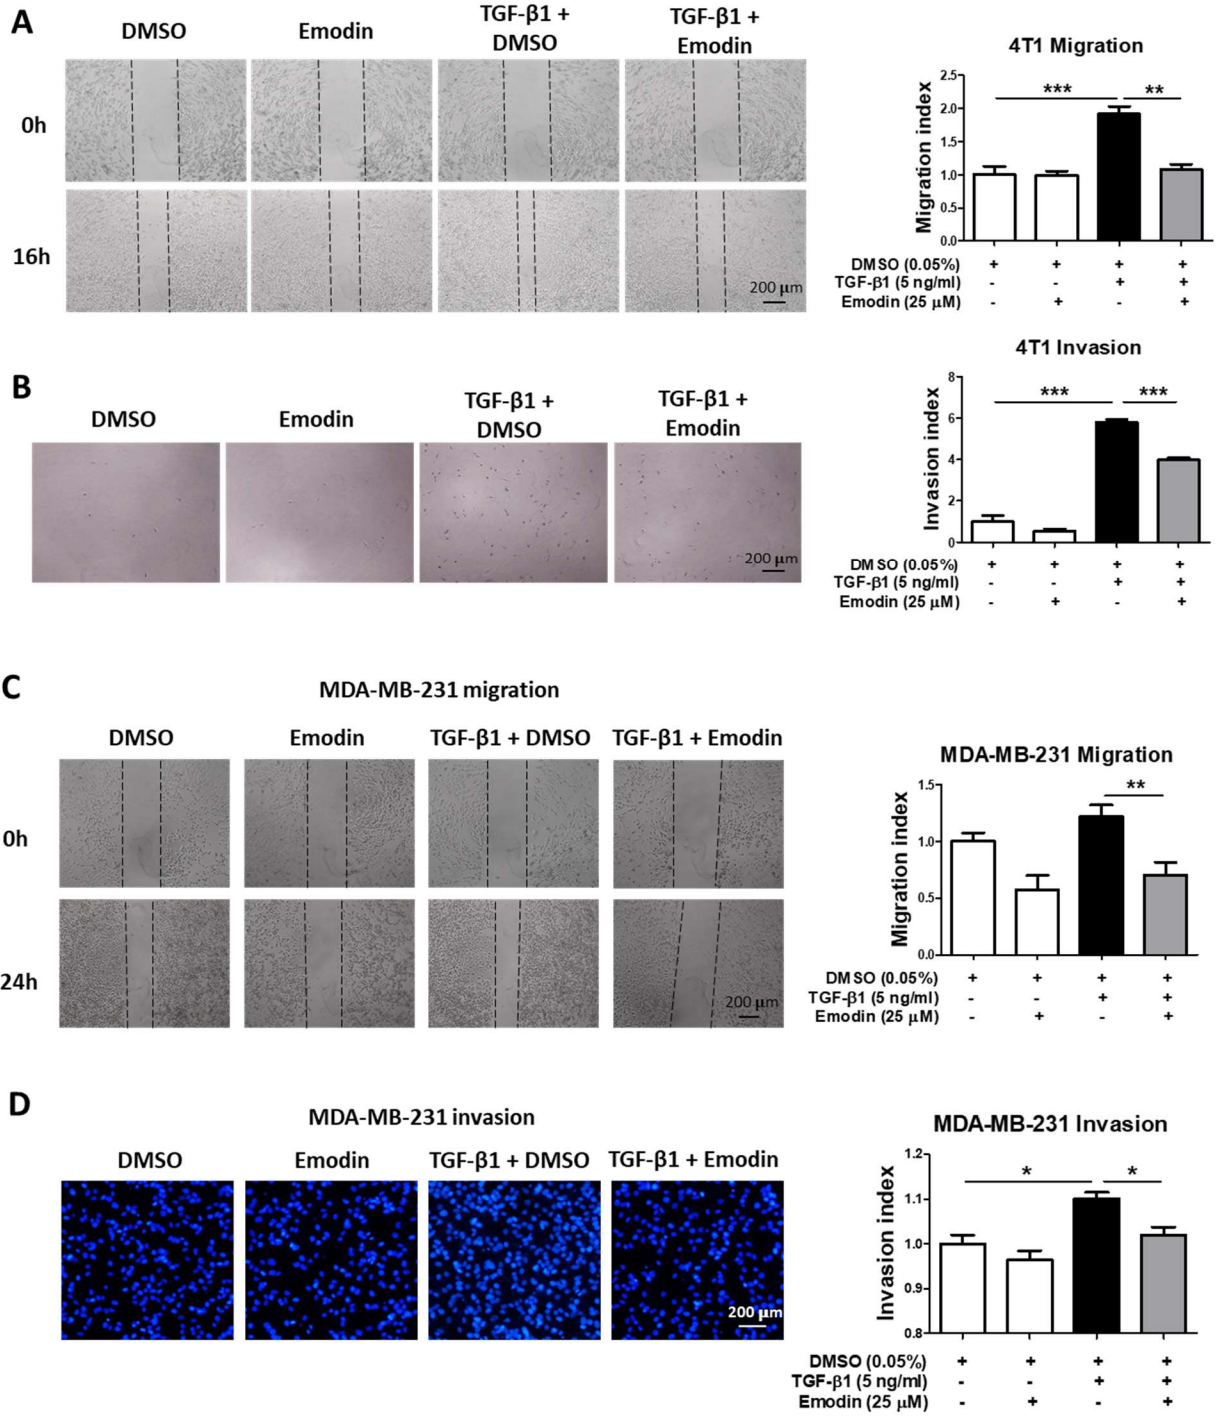 A
DMSO
Emodin
TGF-β1 +
DMSO
TGF-β1 +
Emodin
0h
16h
200 μm
4T1 Migration
Migration index
2.5
2.0
1.5
1.0
0.5
0.0
***
**
DMSO (0.05%) + + + +
TGF-β1 (5 ng/ml) - - + +
Emodin (25 μM) - + - +
B
DMSO
Emodin
TGF-β1 +
DMSO
TGF-β1 +
Emodin
200 μm
4T1 Invasion
Invasion index
8
6
4
2
0
***
***
DMSO (0.05%) + + + +
TGF-β1 (5 ng/ml) - - + +
Emodin (25 μM) - + - +
C
MDA-MB-231 migration
DMSO
Emodin
TGF-β1 + DMSO
TGF-β1 + Emodin
0h
24h
200 μm
MDA-MB-231 Migration
Migration index
1.5
1.0
0.5
0.0
**
DMSO (0.05%) + + + +
TGF-β1 (5 ng/ml) - - + +
Emodin (25 μM) - + - +
D
MDA-MB-231 invasion
DMSO
Emodin
TGF-β1 + DMSO
TGF-β1 + Emodin
200 μm
MDA-MB-231 Invasion
Invasion index
1.2
1.1
1.0
0.9
0.8
*
*
DMSO (0.05%) + + + +
TGF-β1 (5 ng/ml) - - + +
Emodin (25 μM) - + - +